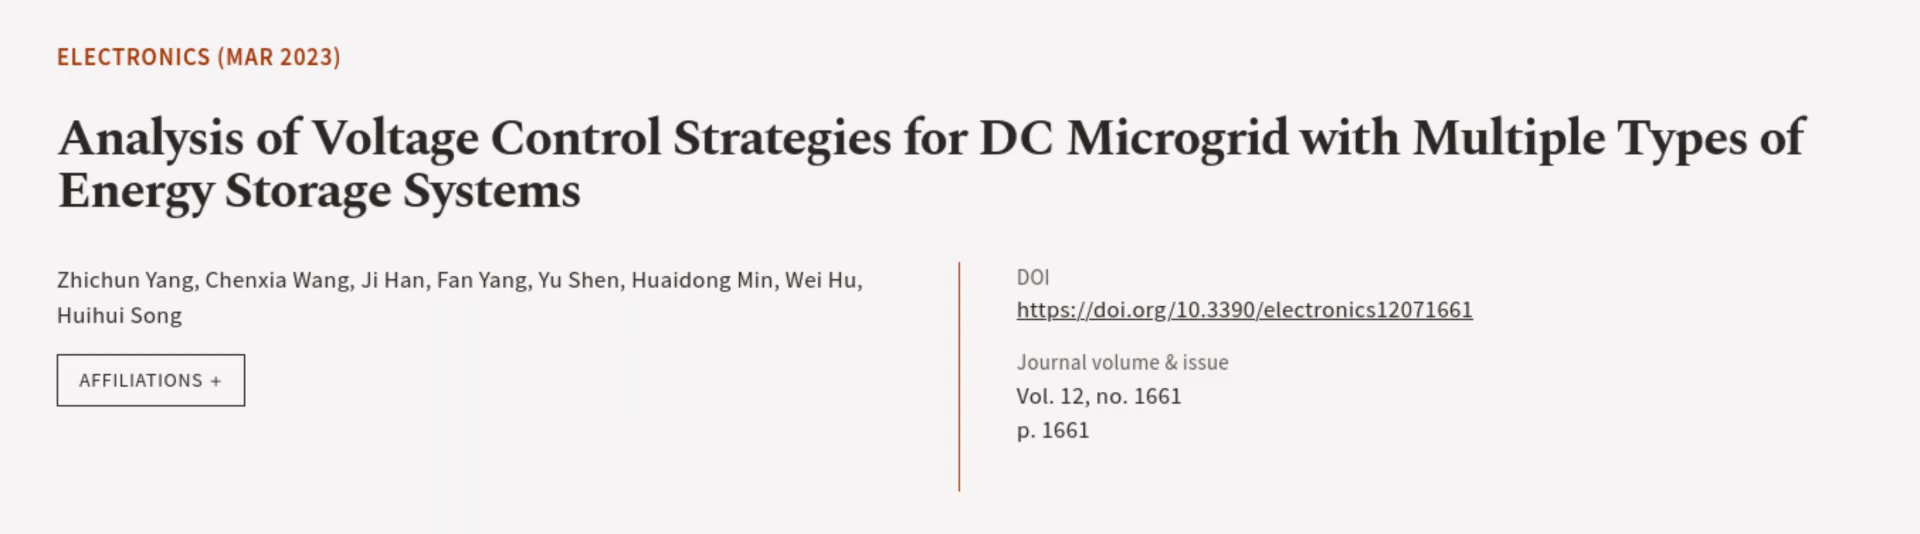 ELECTRONICS (MAR 2023)
Analysis of Voltage Control Strategies for DC Microgrid with Multiple Types of
Energy Storage Systems
Zhichun Yang, Chenxia Wang, Ji Han, Fan Yang, Yu Shen, Huaidong Min, Wei Hu,
Huihui Song
AFFILIATIONS +
DOI
https://doi.org/10.3390/electronics12071661
Journal volume & issue
Vol. 12, no. 1661
p. 1661